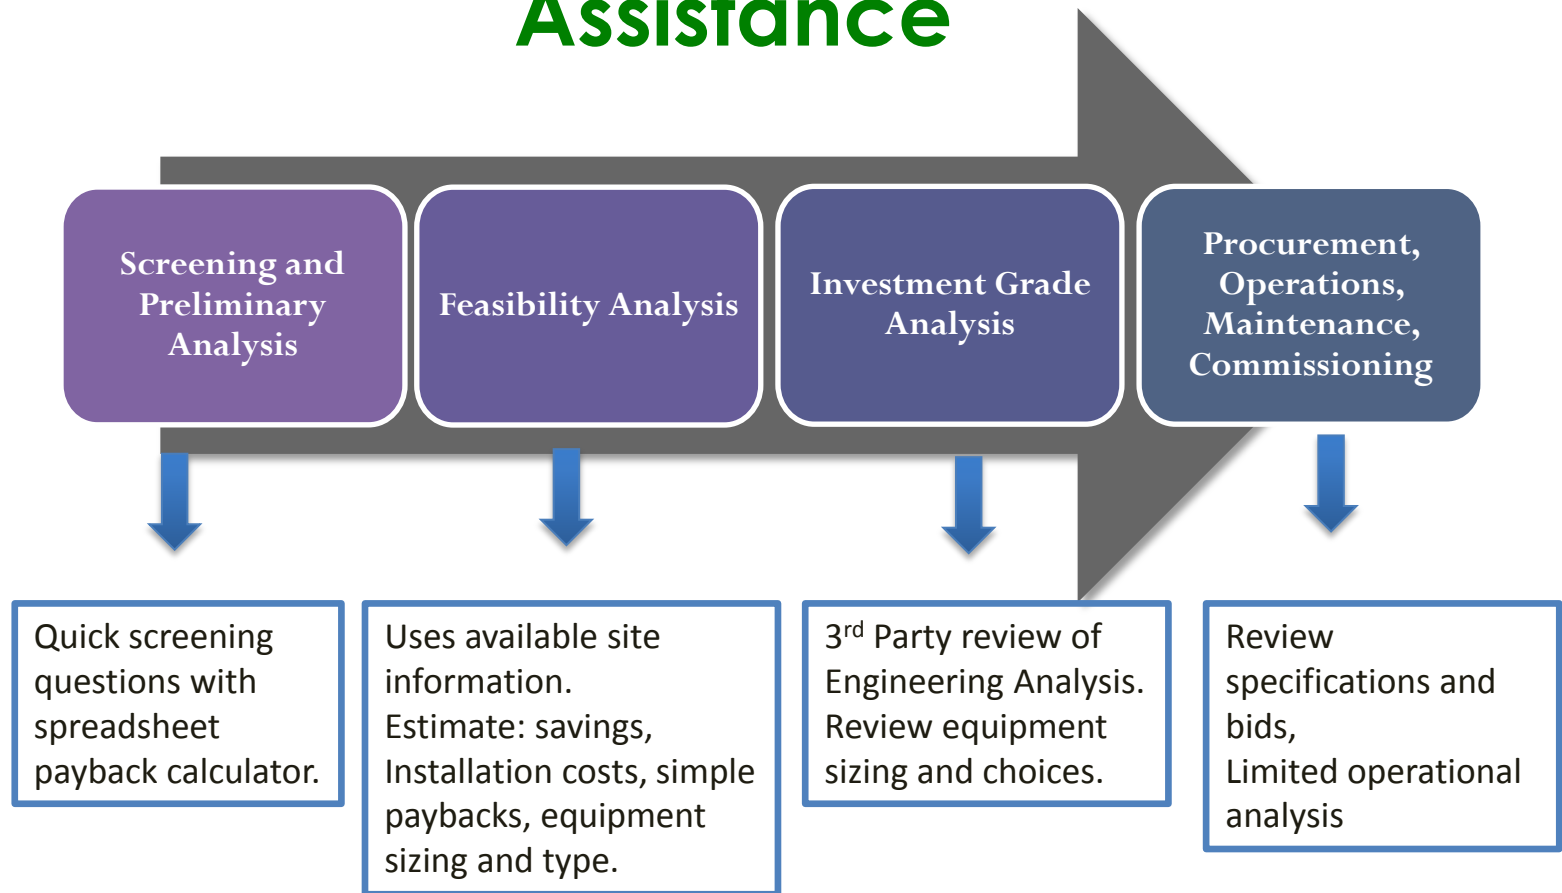 Assistance
Screening and
Preliminary
Analysis
Feasibility Analysis
Investment Grade
Analysis
Procurement,
Operations,
Maintenance,
Commissioning
Quick screening
questions with
spreadsheet
payback calculator.
Uses available site
information.
Estimate: savings,
Installation costs, simple
paybacks, equipment
sizing and type.
3rd Party review of
Engineering Analysis.
Review equipment
sizing and choices.
Review
specifications and
bids,
Limited operational
analysis